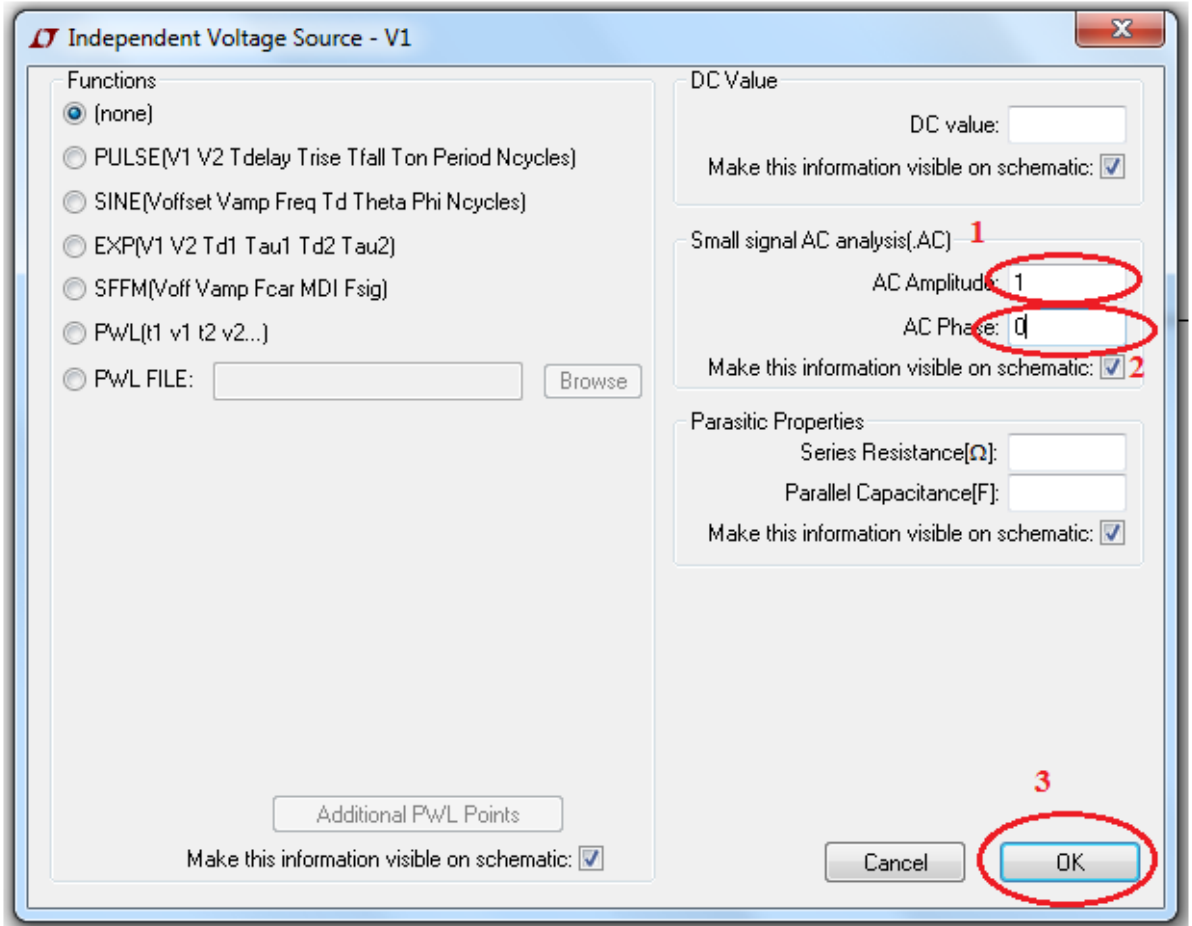 Independent Voltage Source - V1
Functions
(none)
PULSE(V1 V2 Tdelay Trise Tfall Ton Period Ncycles)
SINE(Voffset Vamp Freq Td Theta Phi Ncycles)
EXP(V1 V2 Td1 Tau1 Td2 Tau2)
SFFM(Voff Vamp Fcar MDI Fsig)
PWL(t1 v1 t2 v2...)
PWL FILE:
Browse
Additional PWL Points
Make this information visible on schematic:
DC Value
DC value:
Make this information visible on schematic:
Small signal AC analysis(.AC) 1
AC Amplitude: 1
AC Phase: 0
Make this information visible on schematic: 2
Parasitic Properties
Series Resistance[Ω]:
Parallel Capacitance[F]:
Make this information visible on schematic:
3
Cancel
OK